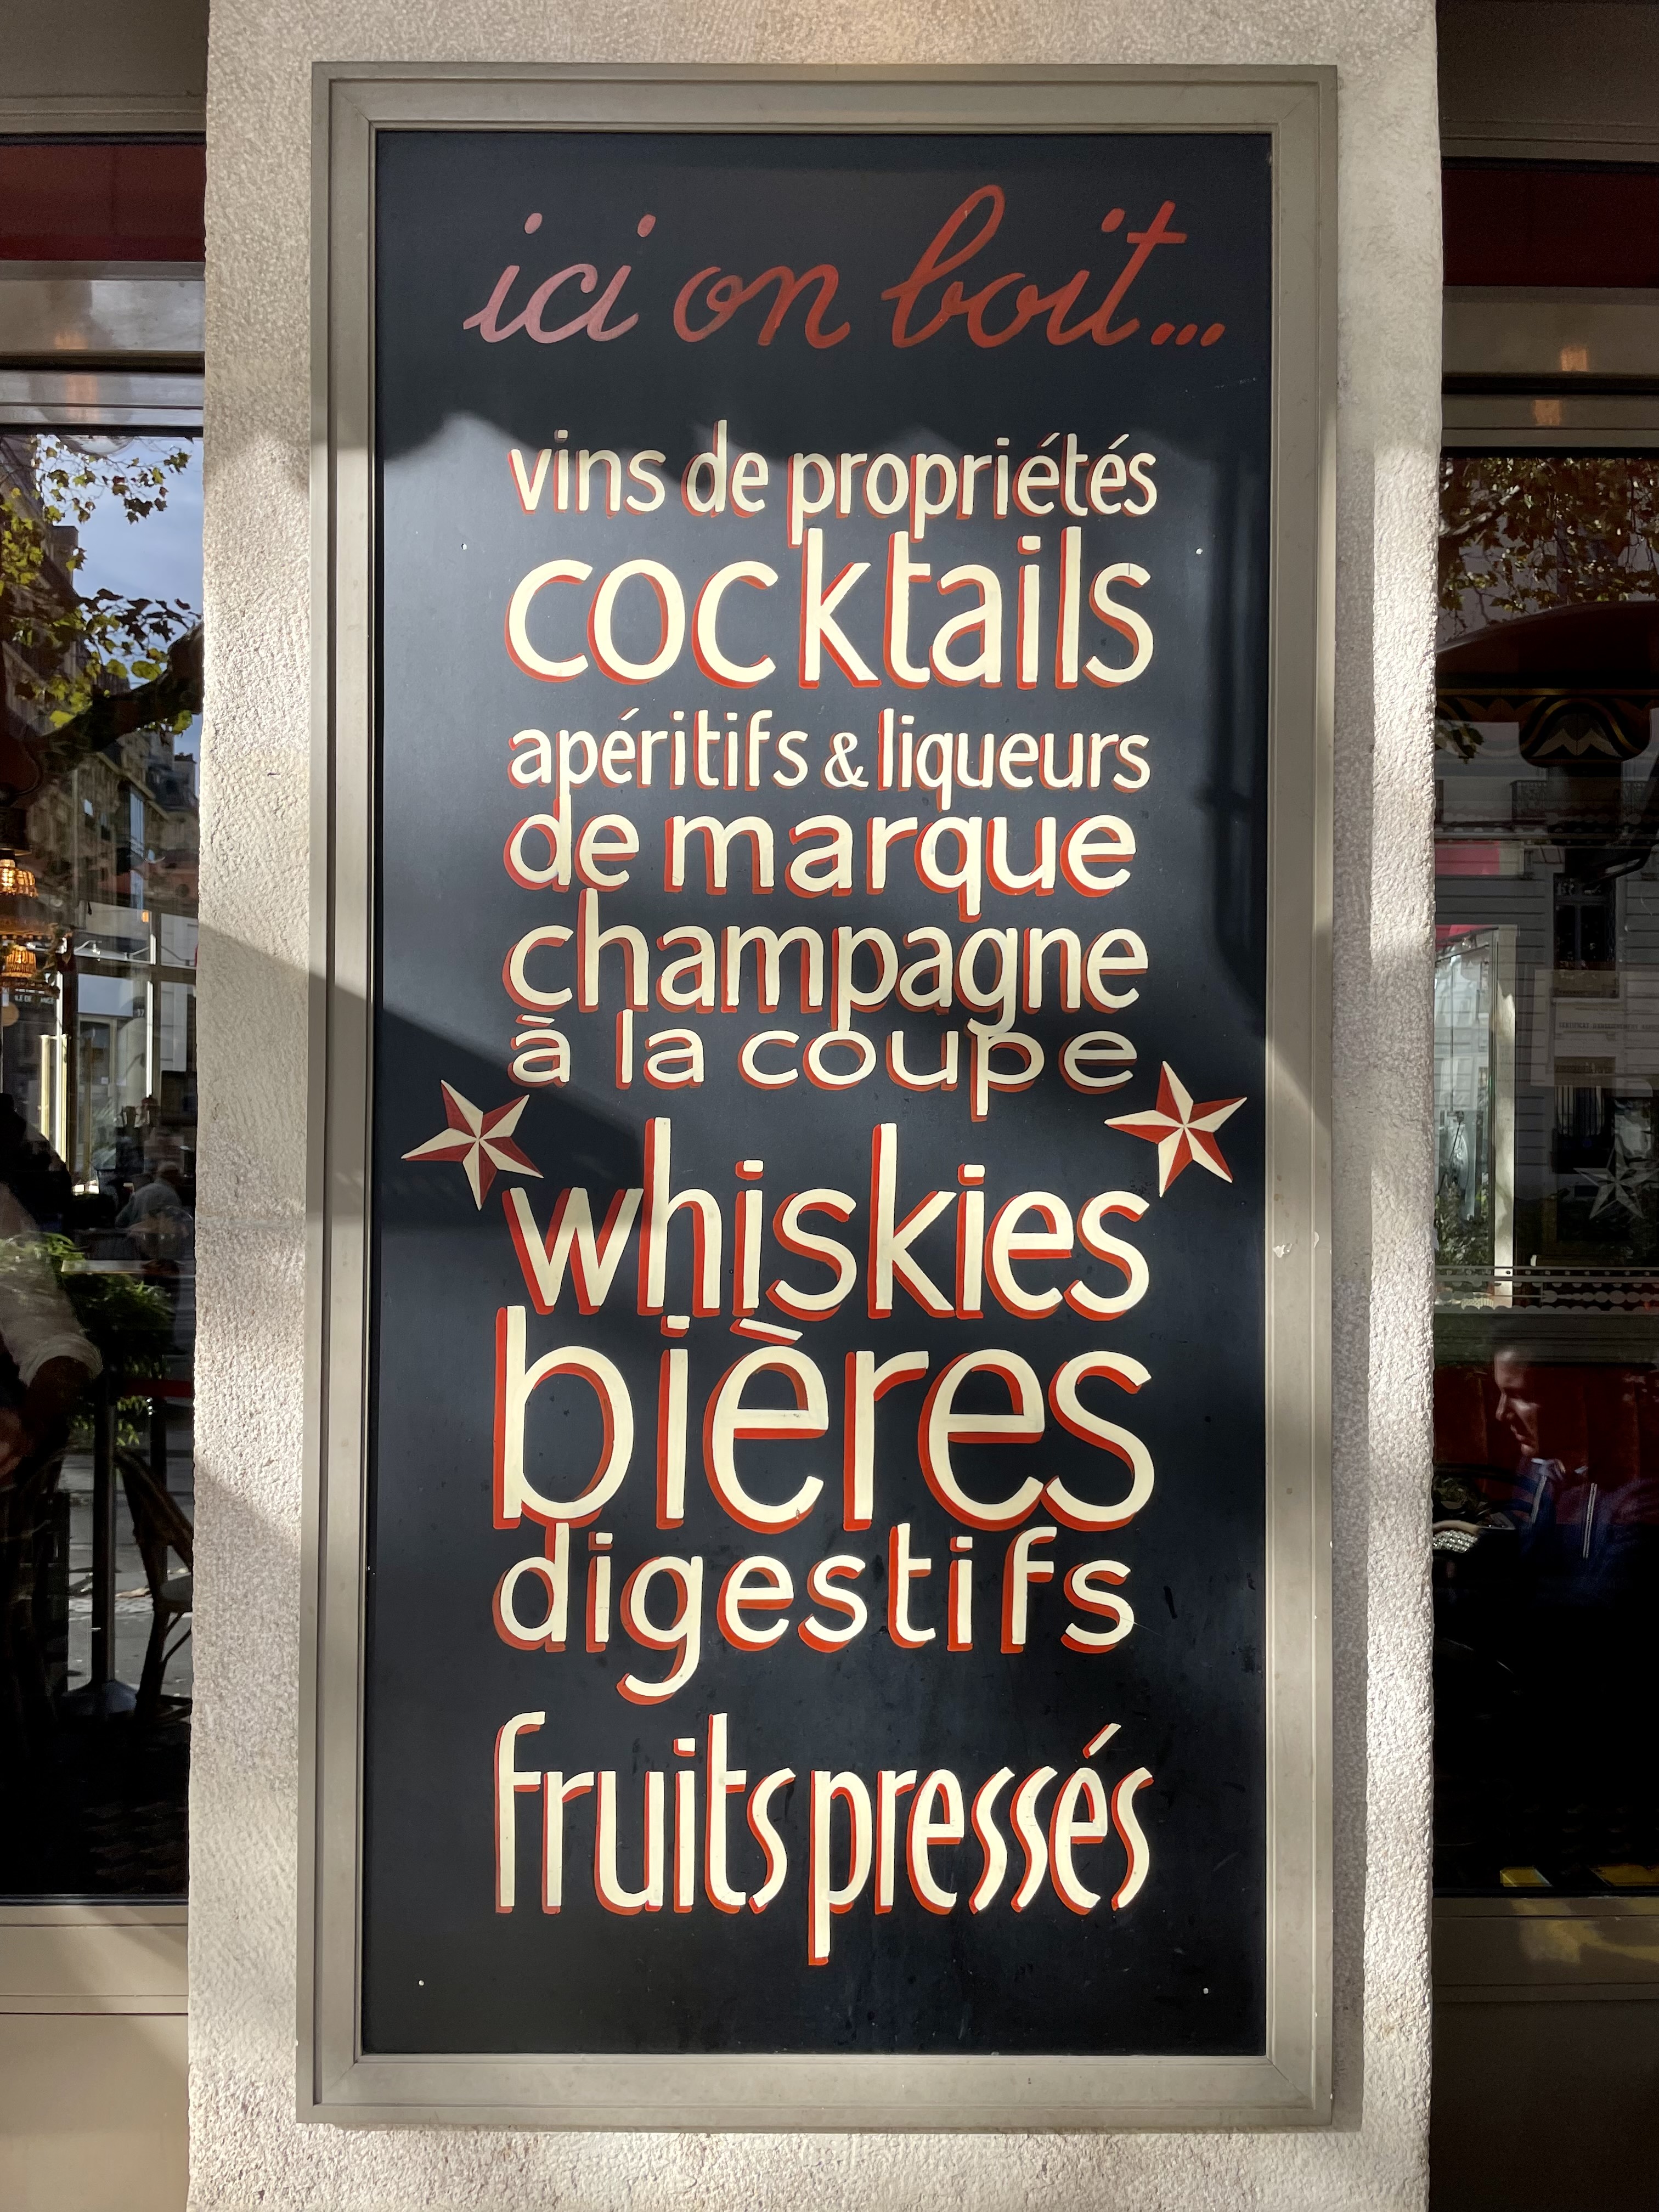 ici on boit...
vins de propriétés
cocktails
apéritifs & liqueurs
de marque
champagne
à la coupe
whiskies
bières
digestifs
fruits pressés